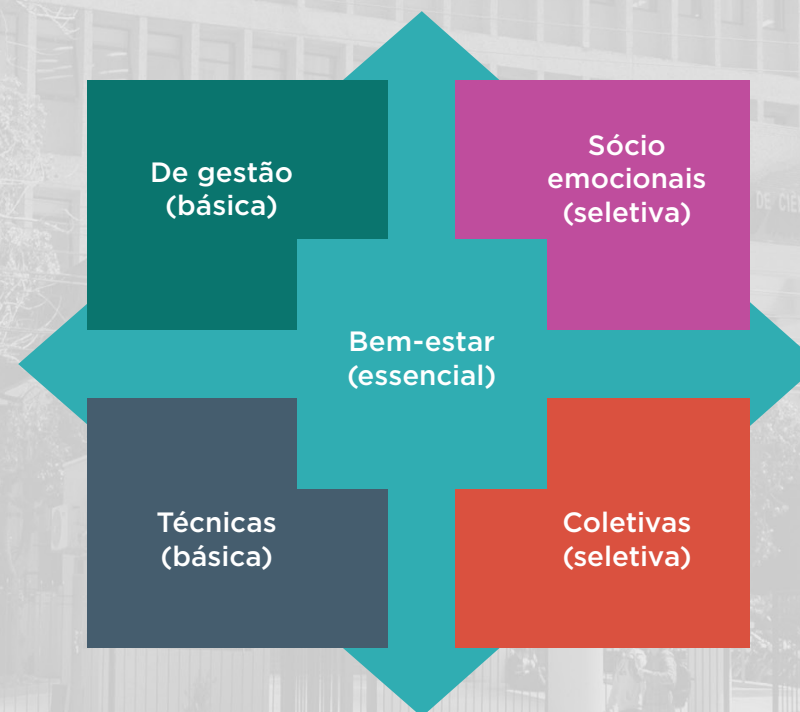 De gestão
(básica)
Sócio
emocionais
(seletiva)
Bem-estar
(essencial)
Técnicas
(básica)
Coletivas
(seletiva)